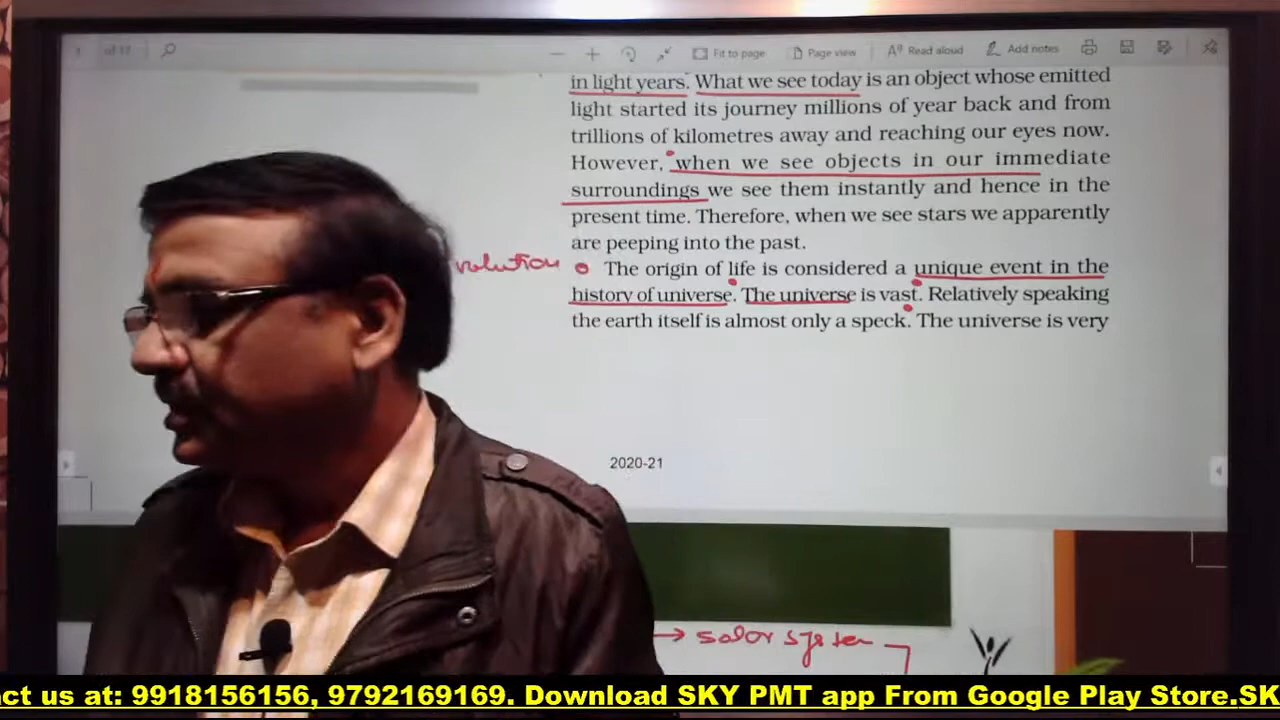 of 17 Fit to page Page view Read aloud Add notes
in light years. What we see today is an object whose emitted
light started its journey millions of year back and from
trillions of kilometres away and reaching our eyes now.
However, when we see objects in our immediate
surroundings we see them instantly and hence in the
present time. Therefore, when we see stars we apparently
are peeping into the past.
volution
The origin of life is considered a unique event in the
history of universe. The universe is vast. Relatively speaking
the earth itself is almost only a speck. The universe is very
2020-21
→ solar system
act us at: 9918156156, 9792169169. Download SKY PMT app From Google Play Store.SK